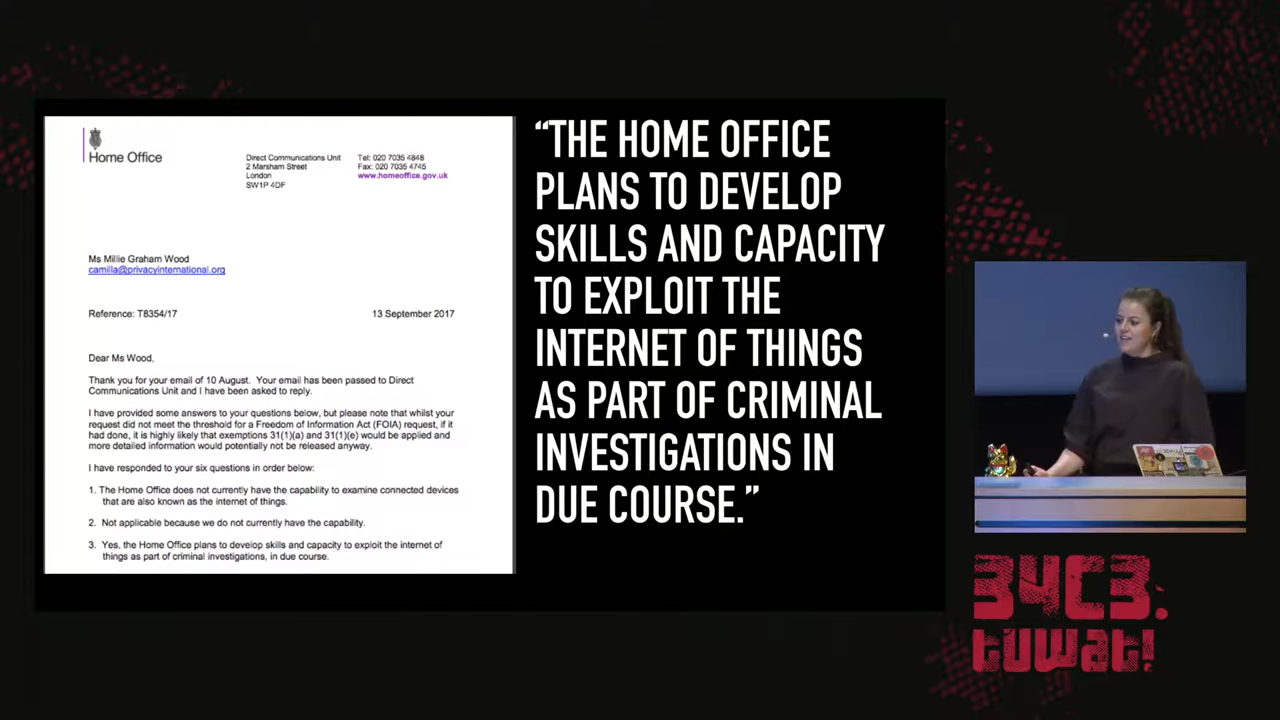 Home Office
Direct Communications Unit
2 Marsham Street
London
SW1P 4DF
Tel: 020 7035 4848
Fax: 020 7035 4745
www.homeoffice.gov.uk
Ms Millie Graham Wood
camilla@privacyinternational.org
Reference: T8354/17
13 September 2017
Dear Ms Wood,
Thank you for your email of 10 August. Your email has been passed to Direct
Communications Unit and I have been asked to reply.
I have provided some answers to your questions below, but please note that whilst your
request did not meet the threshold for a Freedom of Information Act (FOIA) request, if it
had done, it is highly likely that exemptions 31(1)(a) and 31(1)(e) would be applied and
more detailed information would potentially not be released anyway.
I have responded to your six questions in order below:
1. The Home Office does not currently have the capability to examine connected devices
that are also known as the internet of things.
2. Not applicable because we do not currently have the capability.
3. Yes, the Home Office plans to develop skills and capacity to exploit the internet of
things as part of criminal investigations, in due course.
“THE HOME OFFICE
PLANS TO DEVELOP
SKILLS AND CAPACITY
TO EXPLOIT THE
INTERNET OF THINGS
AS PART OF CRIMINAL
INVESTIGATIONS IN
DUE COURSE.”
34C3.
tuwat!